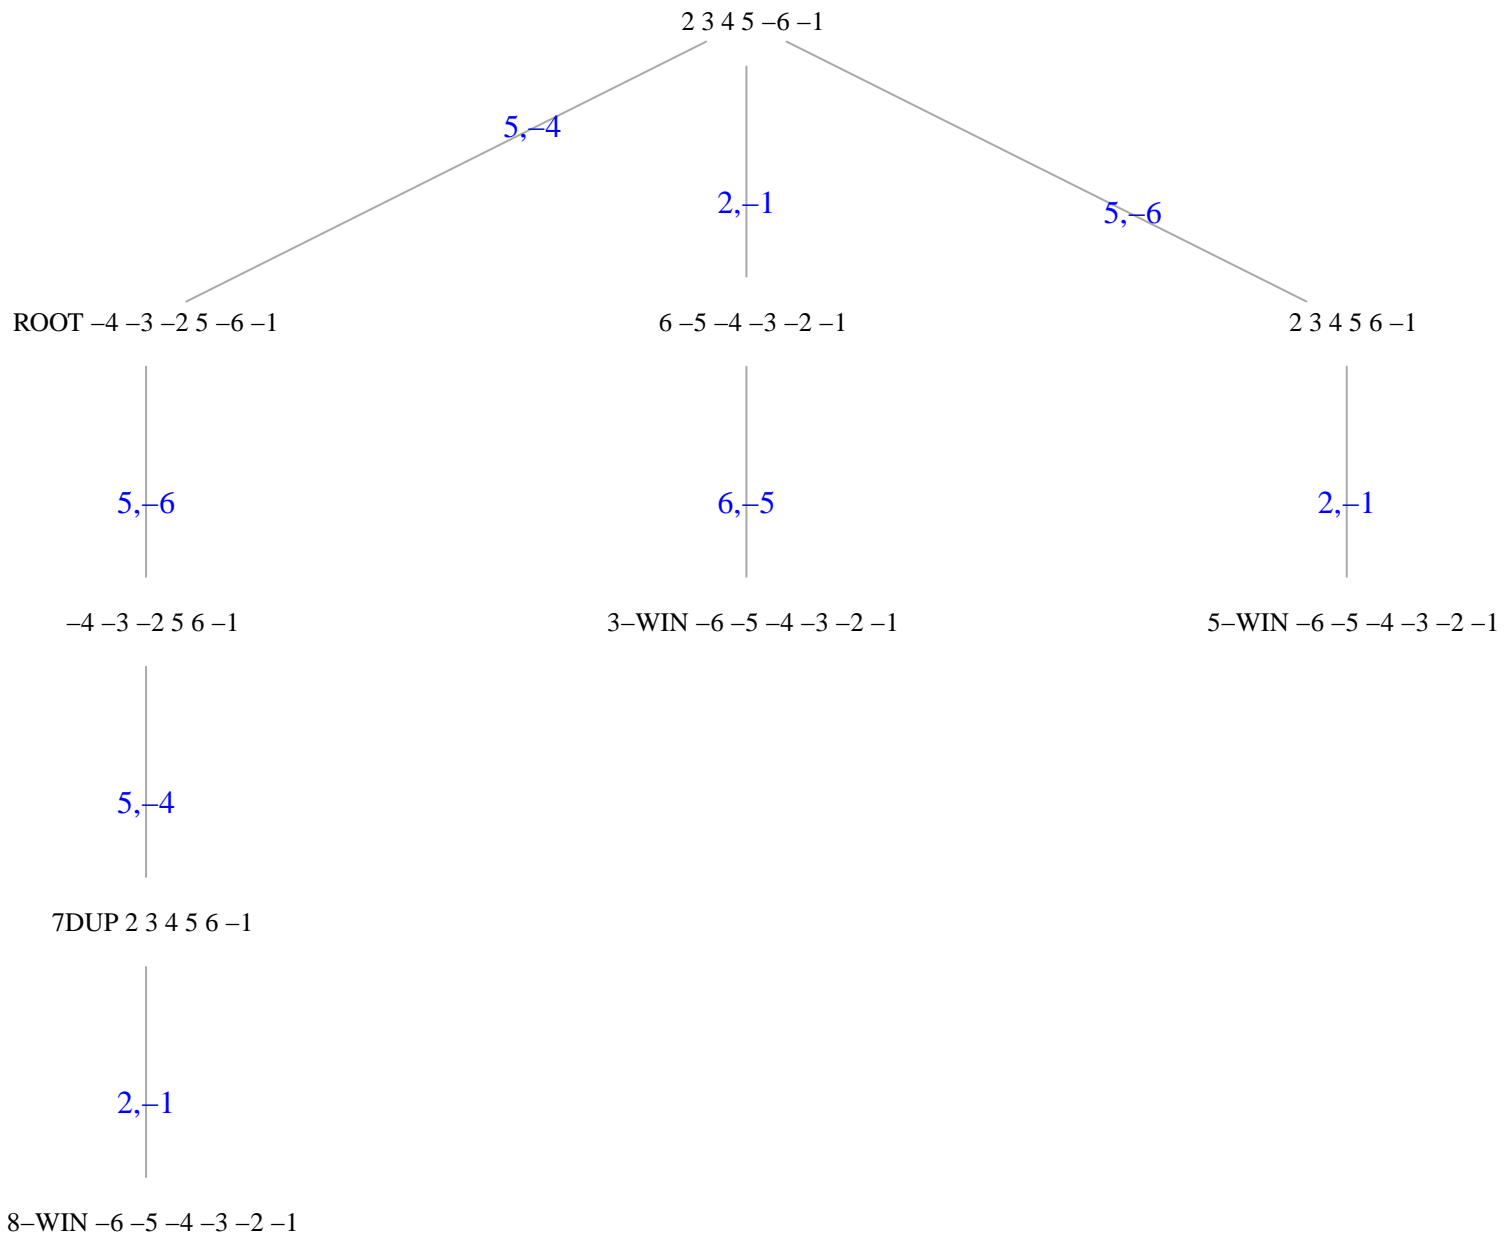 2 3 4 5 –6 –1
5,–4
2,–1
5,–6
ROOT –4 –3 –2 5 –6 –1
6 –5 –4 –3 –2 –1
2 3 4 5 6 –1
5,–6
6,–5
2,–1
–4 –3 –2 5 6 –1
3–WIN –6 –5 –4 –3 –2 –1
5–WIN –6 –5 –4 –3 –2 –1
5,–4
7DUP 2 3 4 5 6 –1
2,–1
8–WIN –6 –5 –4 –3 –2 –1